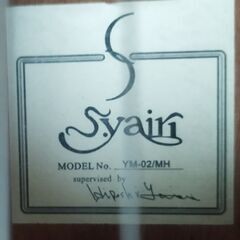 S.yairi
MODEL No. YM-02/MH
supervised by